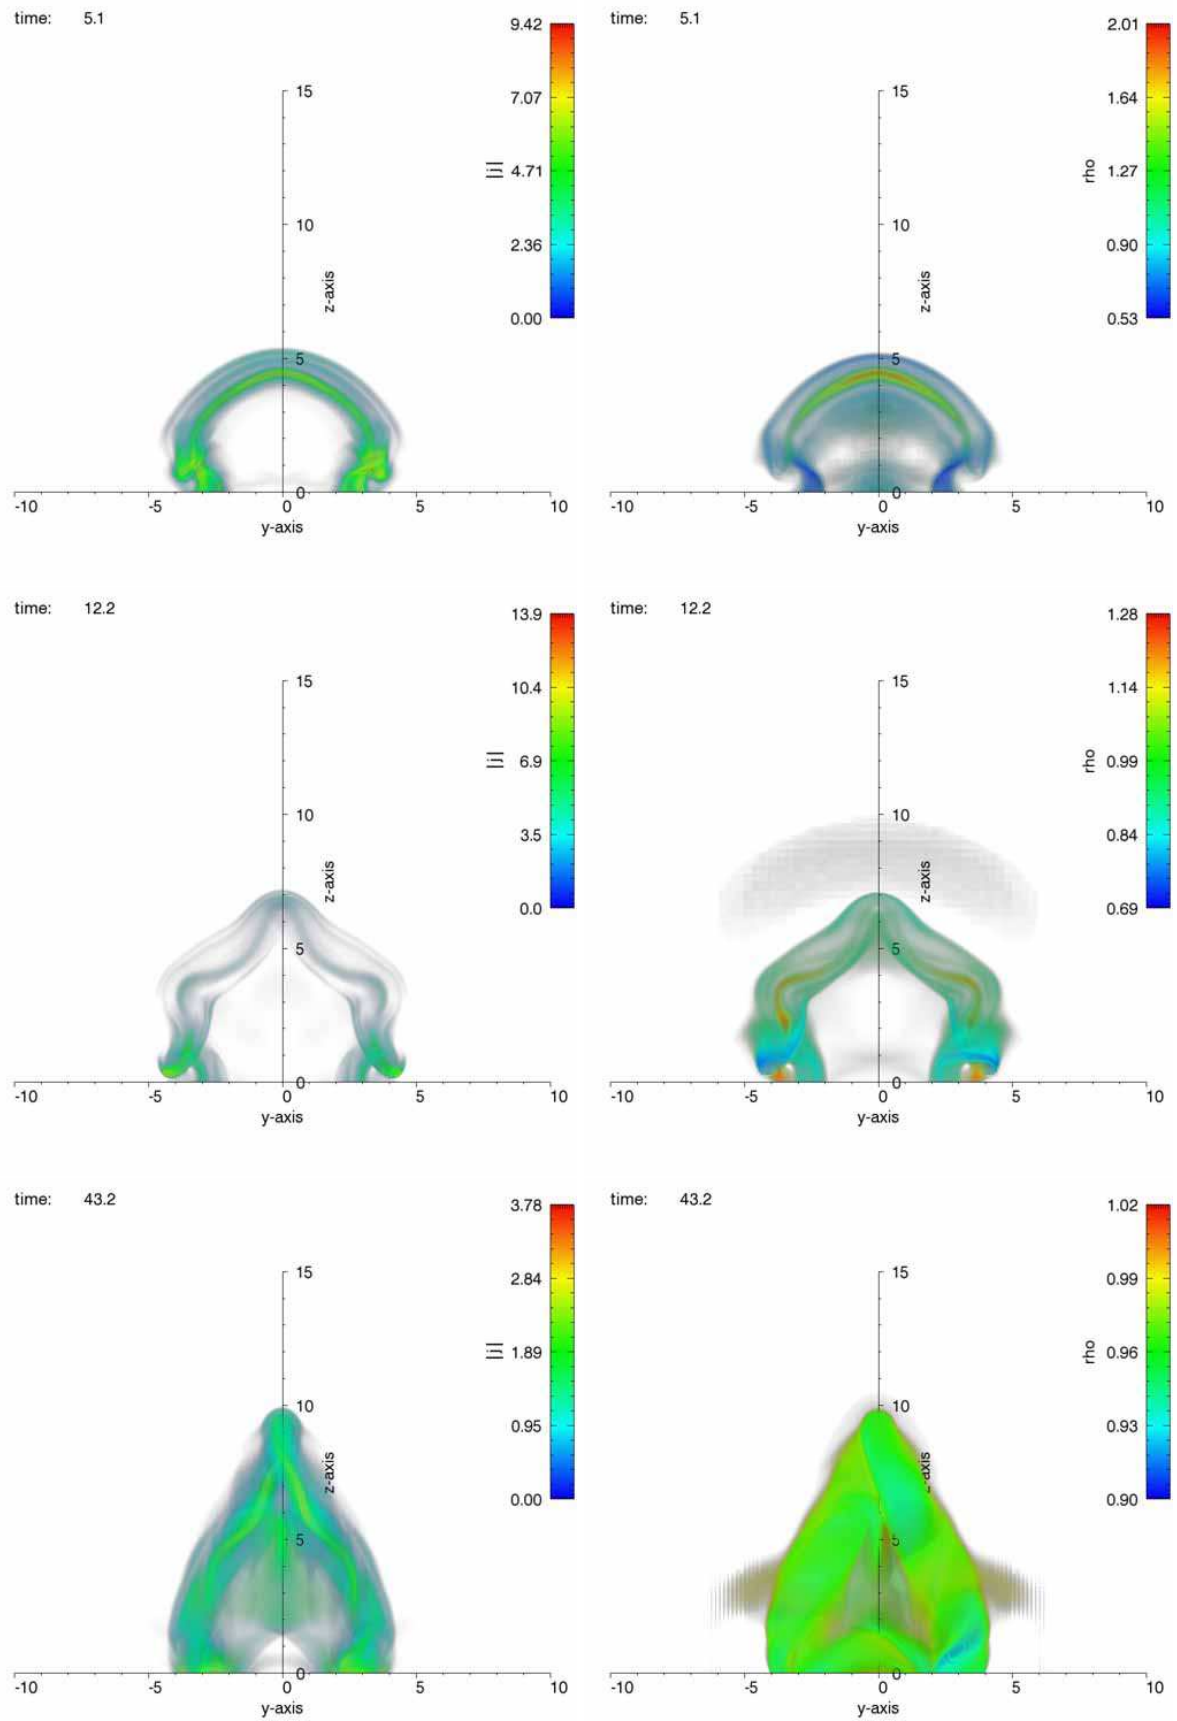 time: 5.1
9.42
7.07
4.71
2.36
0.00
|j|
15
10
5
0
z-axis
-10 -5 0 5 10
y-axis
time: 5.1
2.01
1.64
1.27
0.90
0.53
rho
15
10
5
0
z-axis
-10 -5 0 5 10
y-axis
time: 12.2
13.9
10.4
6.9
3.5
0.0
|j|
15
10
5
0
z-axis
-10 -5 0 5 10
y-axis
time: 12.2
1.28
1.14
0.99
0.84
0.69
rho
15
10
5
0
z-axis
-10 -5 0 5 10
y-axis
time: 43.2
3.78
2.84
1.89
0.95
0.00
|j|
15
10
5
0
z-axis
-10 -5 0 5 10
y-axis
time: 43.2
1.02
0.99
0.96
0.93
0.90
rho
15
10
5
0
z-axis
-10 -5 0 5 10
y-axis